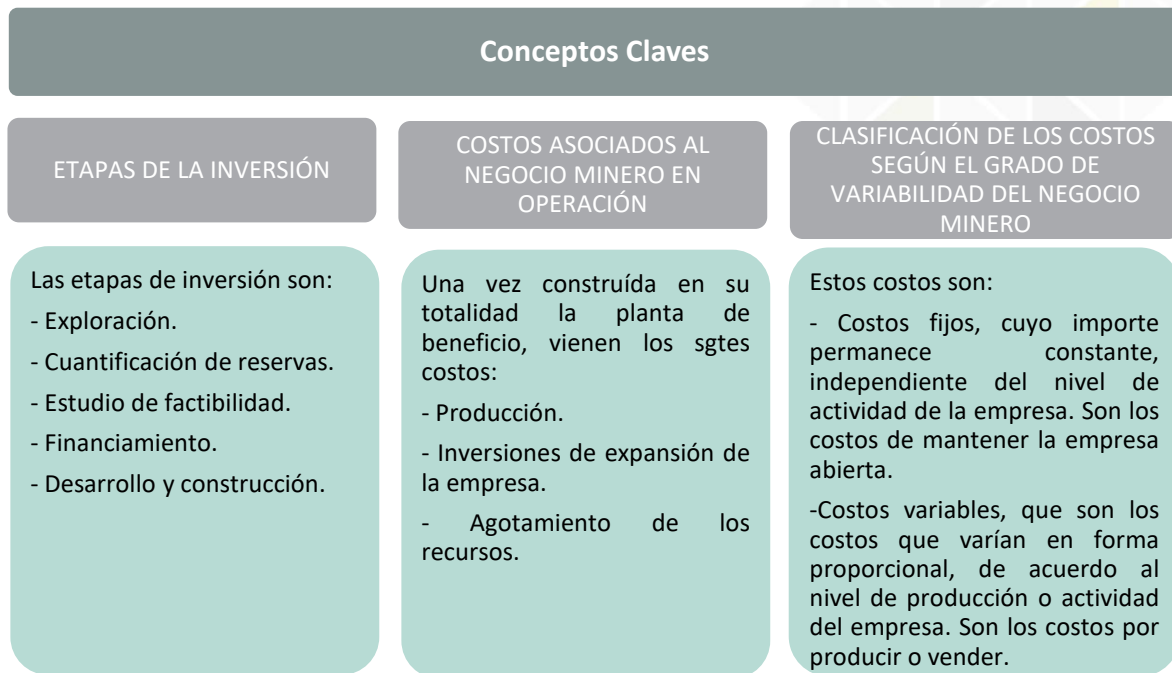 Conceptos Claves
ETAPAS DE LA INVERSIÓN
Las etapas de inversión son:
- Exploración.
- Cuantificación de reservas.
- Estudio de factibilidad.
- Financiamiento.
- Desarrollo y construcción.
COSTOS ASOCIADOS AL
NEGOCIO MINERO EN
OPERACIÓN
Una vez construída en su
totalidad la planta de
beneficio, vienen los sgtes
costos:
- Producción.
- Inversiones de expansión de
la empresa.
- Agotamiento de los
recursos.
CLASIFICACIÓN DE LOS COSTOS
SEGÚN EL GRADO DE
VARIABILIDAD DEL NEGOCIO
MINERO
Estos costos son:
- Costos fijos, cuyo importe
permanece constante,
independiente del nivel de
actividad de la empresa. Son los
costos de mantener la empresa
abierta.
-Costos variables, que son los
costos que varían en forma
proporcional, de acuerdo al
nivel de producción o actividad
del empresa. Son los costos por
producir o vender.